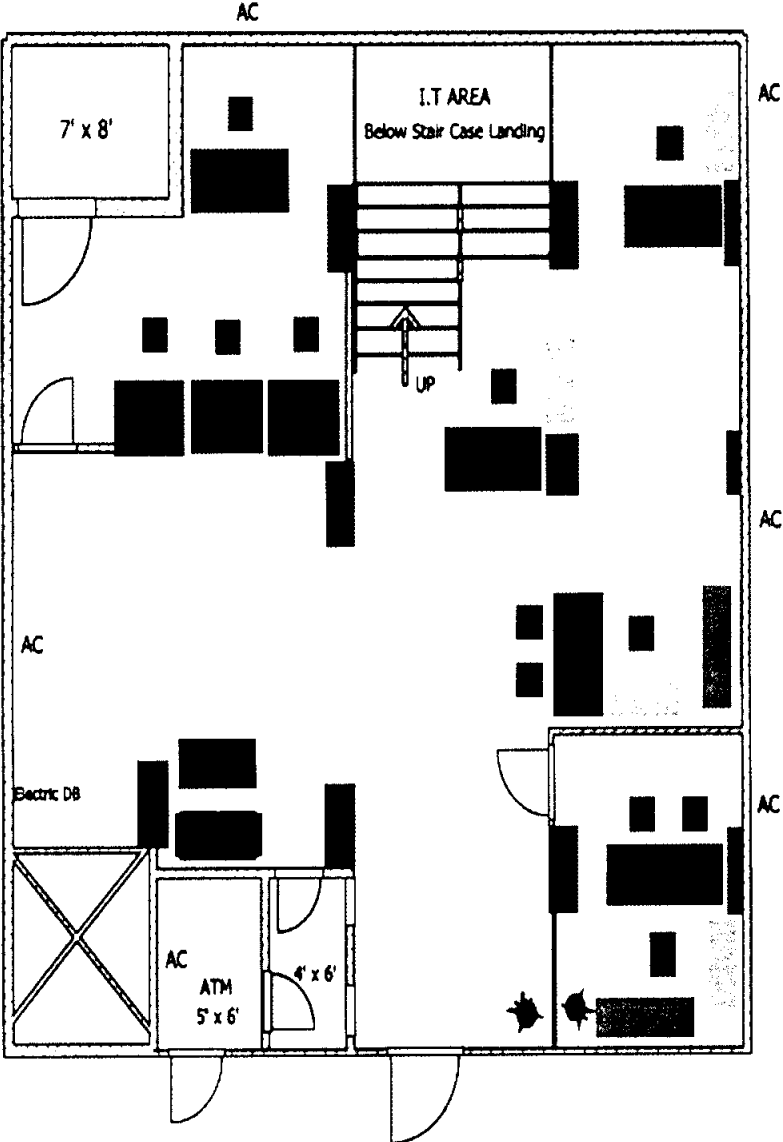 AC
AC
I.T AREA
Below Stair Case Landing
7' x 8'
UP
AC
AC
Electric DB
AC
AC
ATM
5' x 6'
4' x 6'